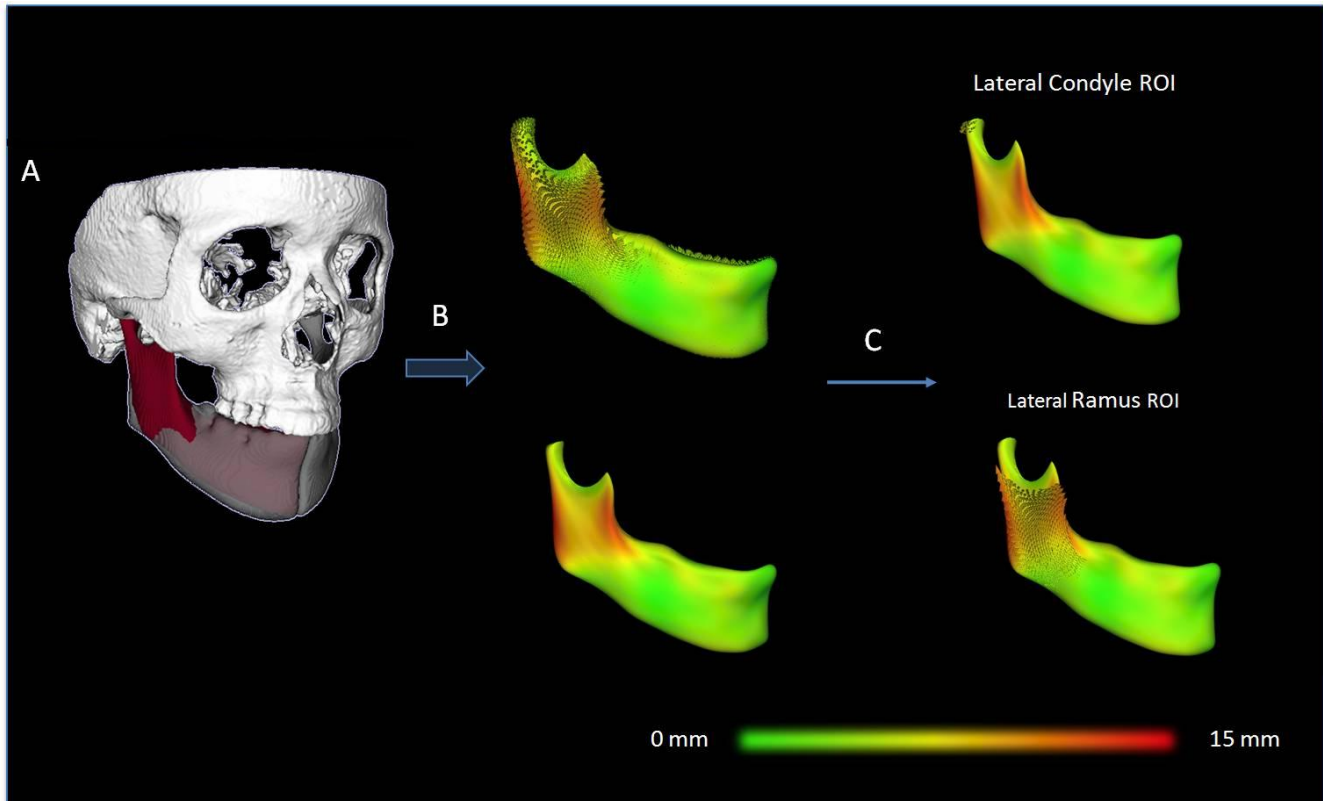 A
B
C
Lateral Condyle ROI
Lateral Ramus ROI
0 mm
15 mm